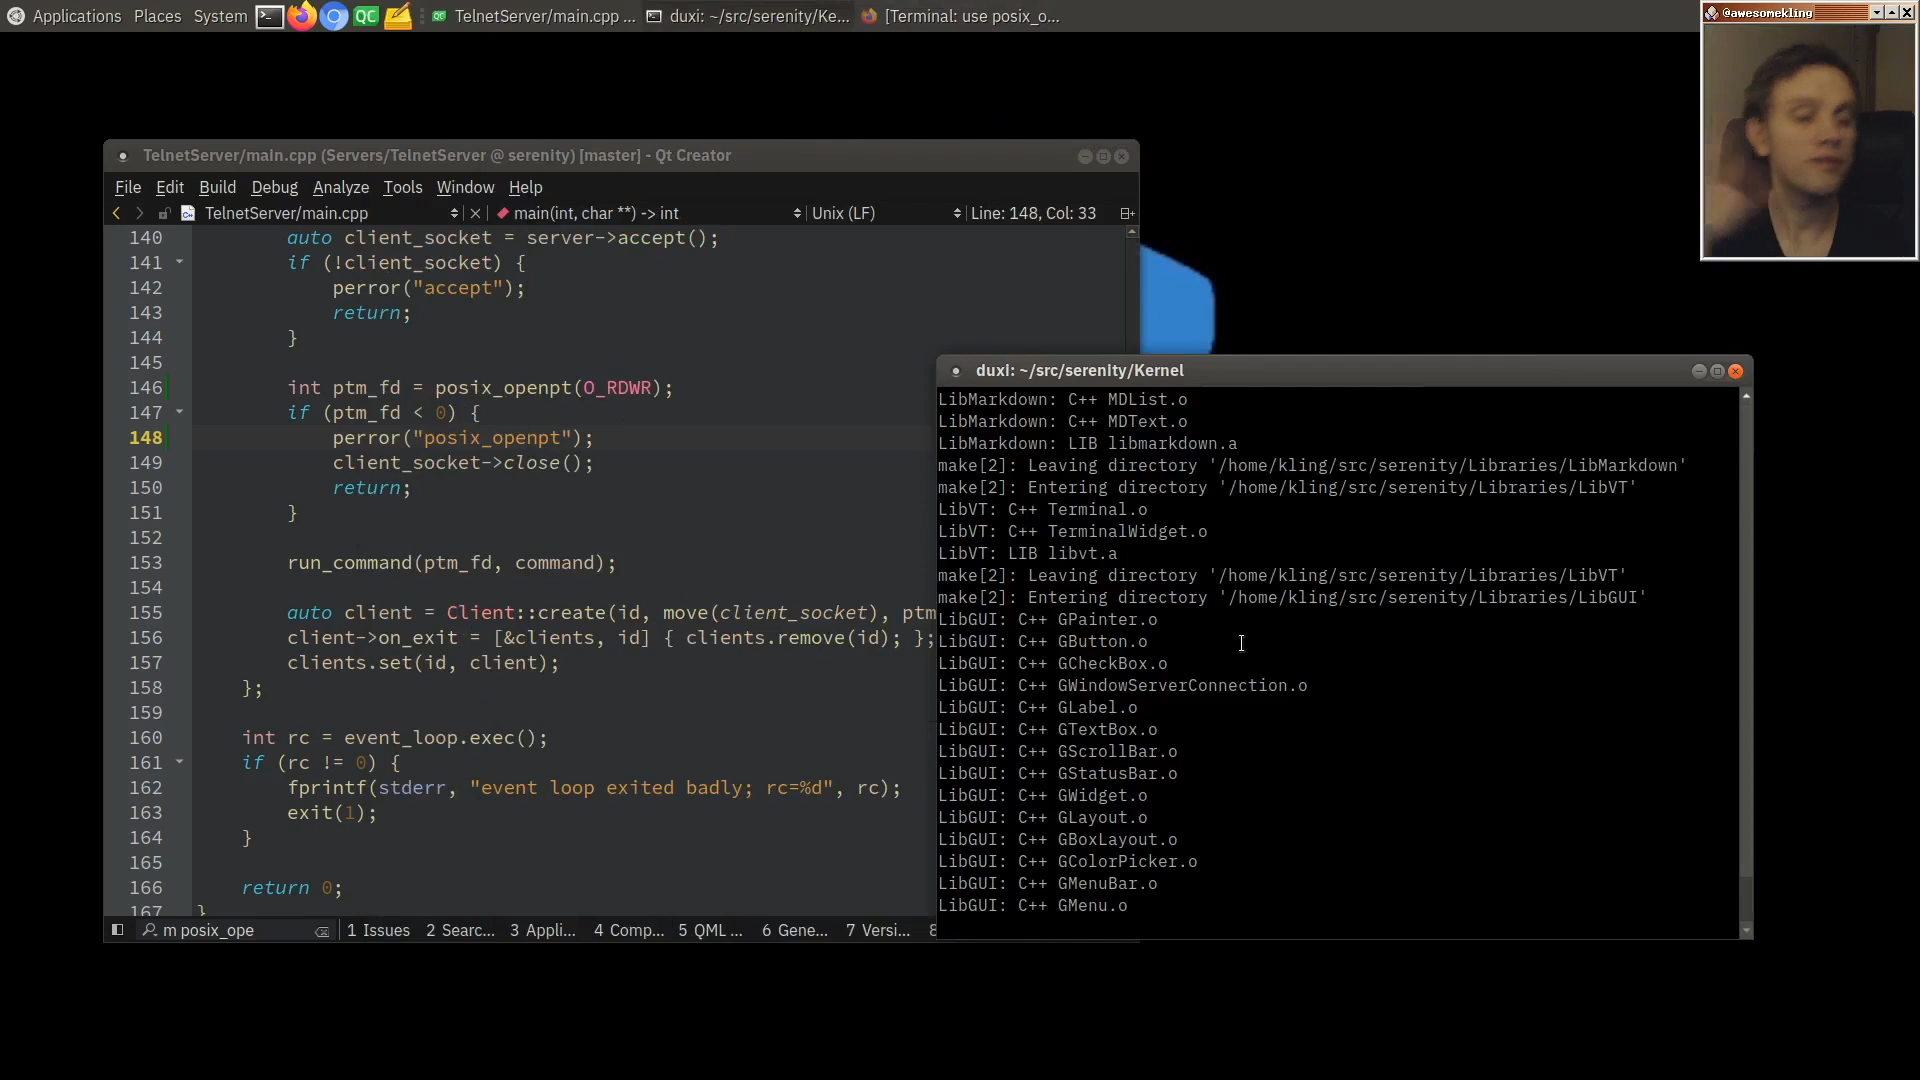 Applications Places System TelnetServer/main.cpp ... duxi: ~/src/serenity/Ke... [Terminal: use posix_o...
@awesomekling
TelnetServer/main.cpp (Servers/TelnetServer @ serenity) [master] - Qt Creator
File Edit Build Debug Analyze Tools Window Help
TelnetServer/main.cpp main(int, char **) -> int Unix (LF) Line: 148, Col: 33
140 auto client_socket = server->accept();
141 if (!client_socket) {
142 perror("accept");
143 return;
144 }
145
146 int ptm_fd = posix_openpt(O_RDWR);
147 if (ptm_fd < 0) {
148 perror("posix_openpt");
149 client_socket->close();
150 return;
151 }
152
153 run_command(ptm_fd, command);
154
155 auto client = Client::create(id, move(client_socket), ptm
156 client->on_exit = [&clients, id] { clients.remove(id); };
157 clients.set(id, client);
158 };
159
160 int rc = event_loop.exec();
161 if (rc != 0) {
162 fprintf(stderr, "event loop exited badly; rc=%d", rc);
163 exit(1);
164 }
165
166 return 0;
167 }
m posix_ope 1 Issues 2 Searc... 3 Appli... 4 Comp... 5 QML ... 6 Gene... 7 Versi... 8
duxi: ~/src/serenity/Kernel
LibMarkdown: C++ MDList.o
LibMarkdown: C++ MDText.o
LibMarkdown: LIB libmarkdown.a
make[2]: Leaving directory '/home/kling/src/serenity/Libraries/LibMarkdown'
make[2]: Entering directory '/home/kling/src/serenity/Libraries/LibVT'
LibVT: C++ Terminal.o
LibVT: C++ TerminalWidget.o
LibVT: LIB libvt.a
make[2]: Leaving directory '/home/kling/src/serenity/Libraries/LibVT'
make[2]: Entering directory '/home/kling/src/serenity/Libraries/LibGUI'
LibGUI: C++ GPainter.o
LibGUI: C++ GButton.o
LibGUI: C++ GCheckBox.o
LibGUI: C++ GWindowServerConnection.o
LibGUI: C++ GLabel.o
LibGUI: C++ GTextBox.o
LibGUI: C++ GScrollBar.o
LibGUI: C++ GStatusBar.o
LibGUI: C++ GWidget.o
LibGUI: C++ GLayout.o
LibGUI: C++ GBoxLayout.o
LibGUI: C++ GColorPicker.o
LibGUI: C++ GMenuBar.o
LibGUI: C++ GMenu.o